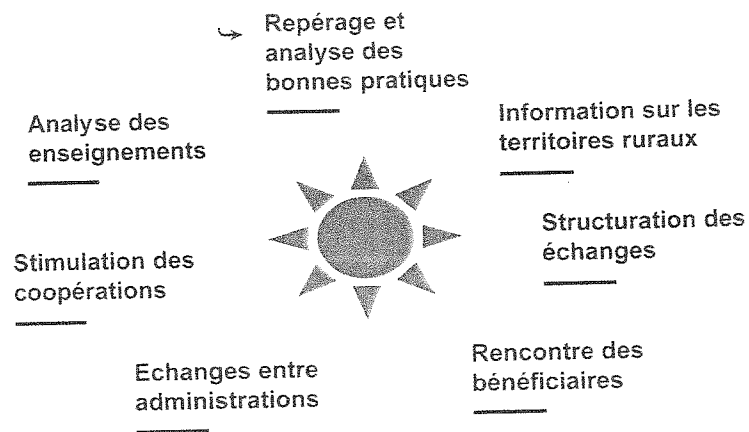 Repérage et
analyse des
bonnes pratiques
Information sur les
territoires ruraux
Structuration des
échanges
Rencontre des
bénéficiaires
Echanges entre
administrations
Stimulation des
coopérations
Analyse des
enseignements